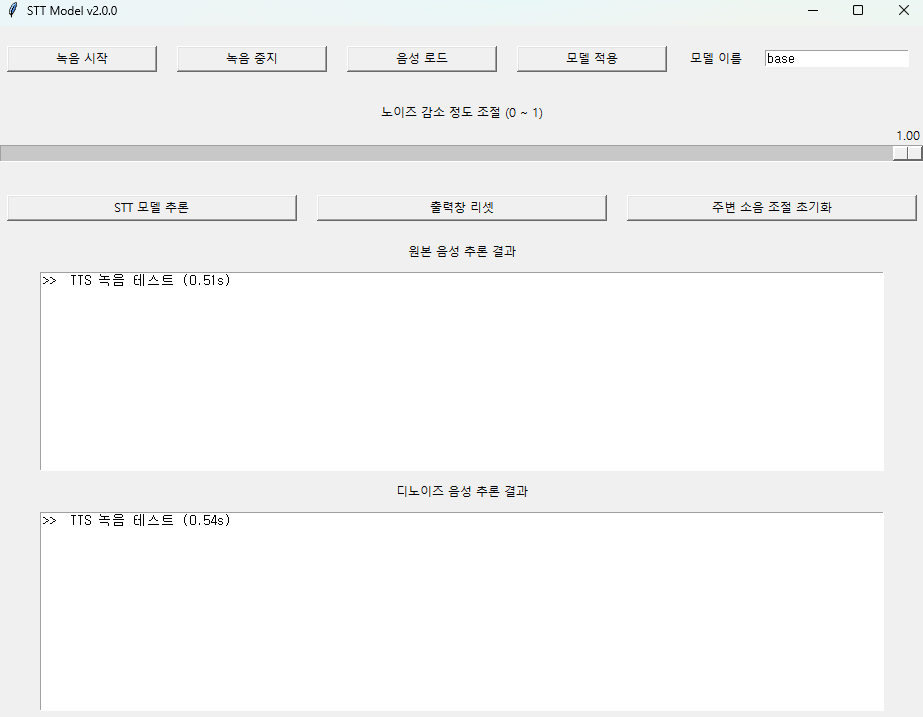 STT Model v2.0.0
녹음 시작 녹음 중지 음성 로드 모델 적용 모델 이름 base
노이즈 감소 정도 조절 (0 ~ 1)
1.00
STT 모델 추론 출력창 리셋 주변 소음 조절 초기화
원본 음성 추론 결과
>> TTS 녹음 테스트 (0.51s)
디노이즈 음성 추론 결과
>> TTS 녹음 테스트 (0.54s)